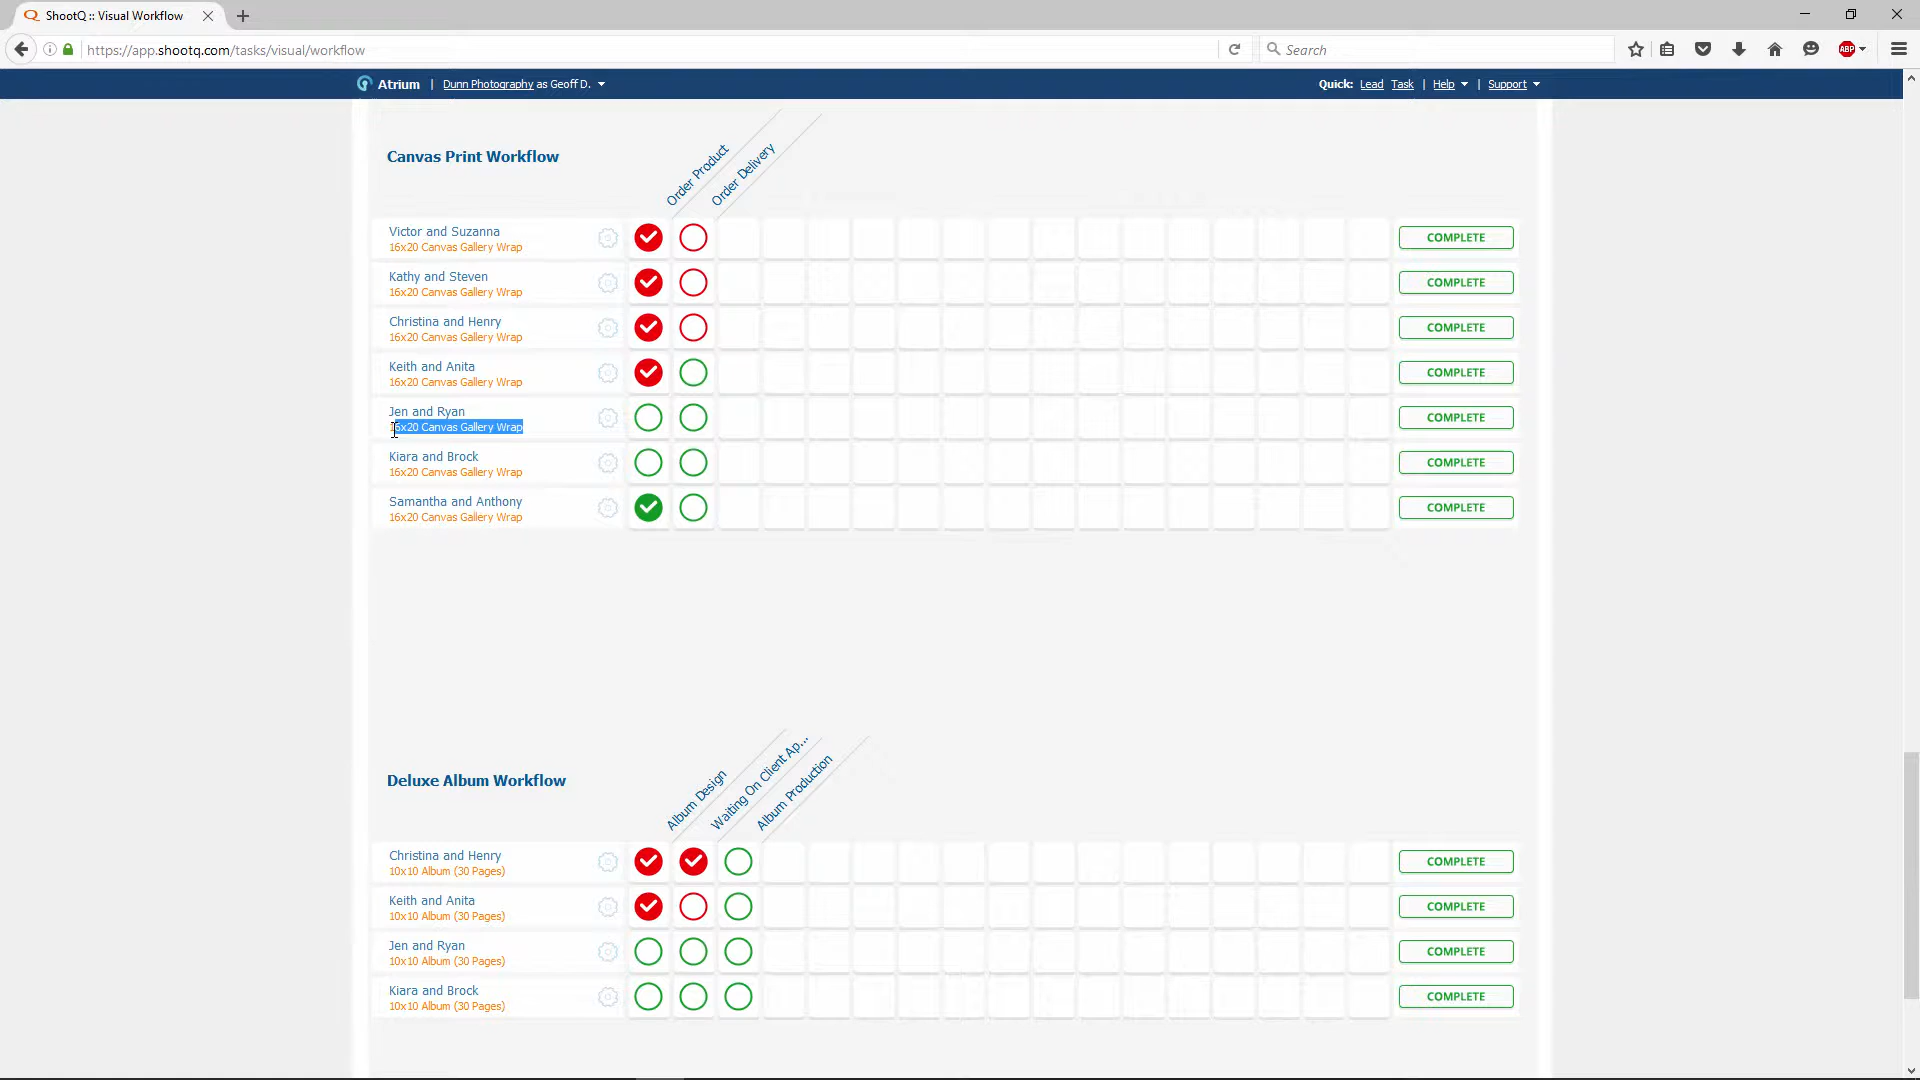 ShootQ :: Visual Workflow
https://app.shootq.com/tasks/visual/workflow
Search
ABP
Atrium | Dunn Photography as Geoff D.
Quick: Lead Task | Help | Support
Canvas Print Workflow
Order Product
Order Delivery
Victor and Suzanna
16x20 Canvas Gallery Wrap
COMPLETE
Kathy and Steven
16x20 Canvas Gallery Wrap
COMPLETE
Christina and Henry
16x20 Canvas Gallery Wrap
COMPLETE
Keith and Anita
16x20 Canvas Gallery Wrap
COMPLETE
Jen and Ryan
16x20 Canvas Gallery Wrap
COMPLETE
Kiara and Brock
16x20 Canvas Gallery Wrap
COMPLETE
Samantha and Anthony
16x20 Canvas Gallery Wrap
COMPLETE
Deluxe Album Workflow
Album Design
Waiting On Client Ap...
Album Production
Christina and Henry
10x10 Album (30 Pages)
COMPLETE
Keith and Anita
10x10 Album (30 Pages)
COMPLETE
Jen and Ryan
10x10 Album (30 Pages)
COMPLETE
Kiara and Brock
10x10 Album (30 Pages)
COMPLETE